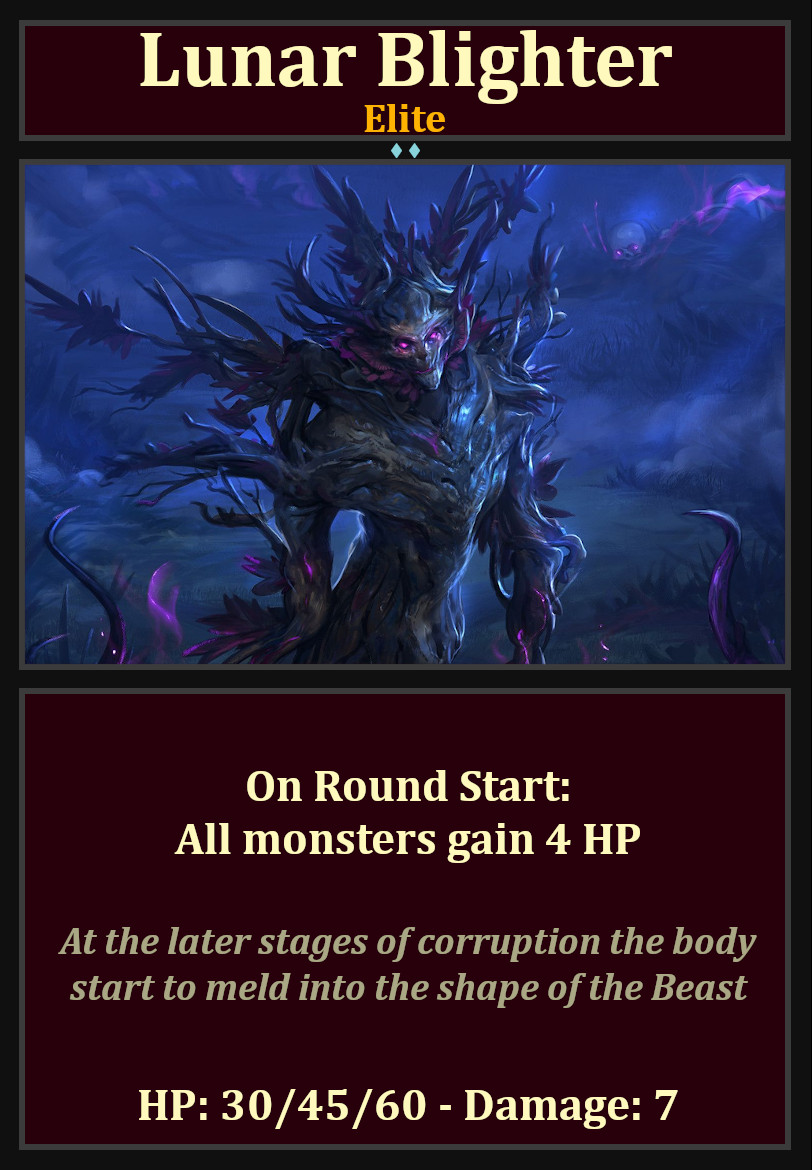 Lunar Blighter
Elite
On Round Start:
All monsters gain 4 HP
At the later stages of corruption the body
start to meld into the shape of the Beast
HP: 30/45/60 - Damage: 7